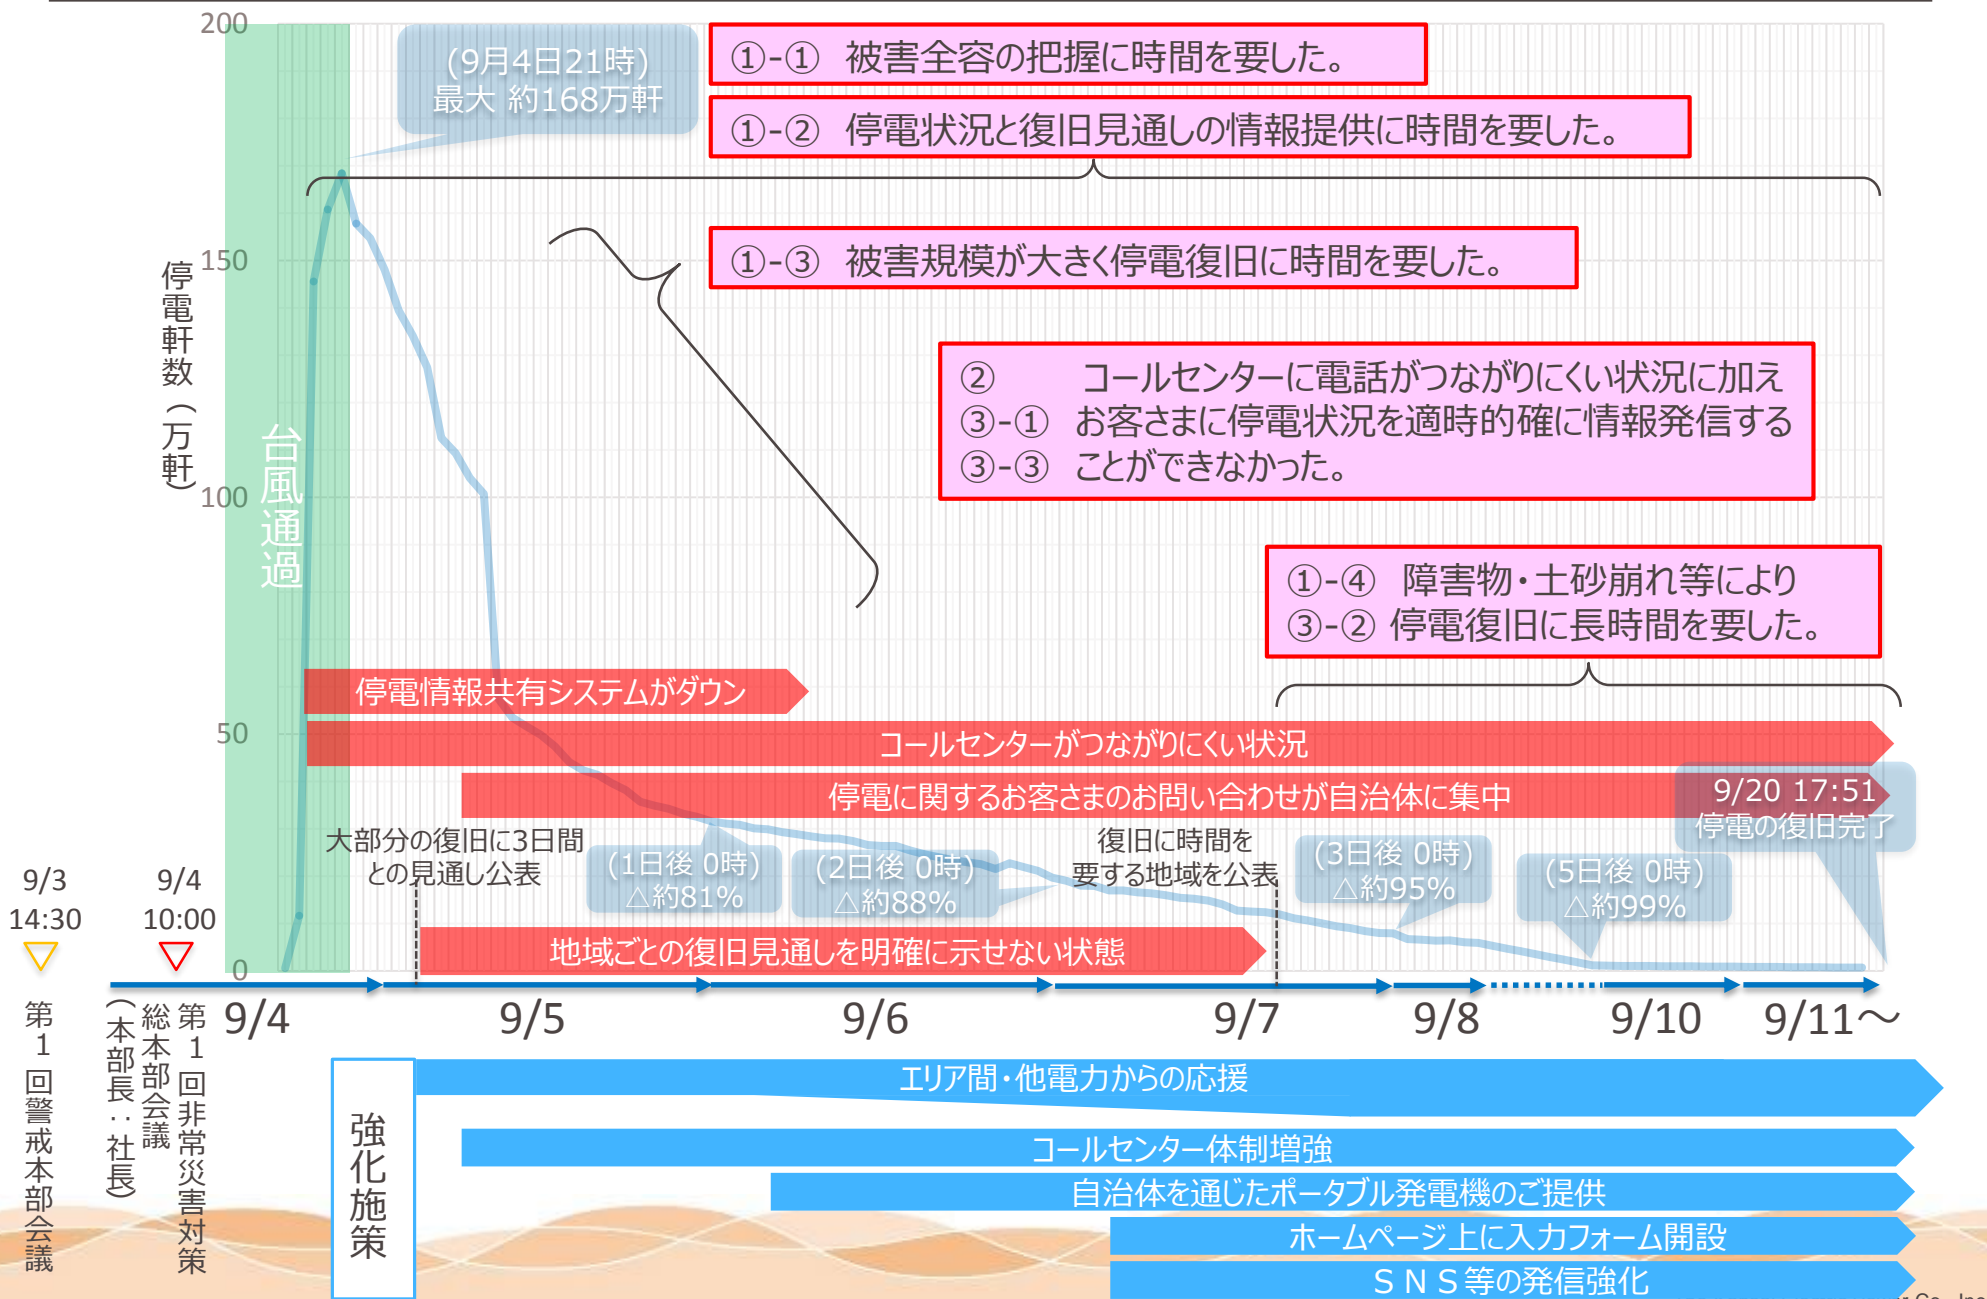 200
(9月4日21時)
最大 約168万軒
①-① 被害全容の把握に時間を要した。
①-② 停電状況と復旧見通しの情報提供に時間を要した。
①-③ 被害規模が大きく停電復旧に時間を要した。
150
停電軒数（万軒）
② コールセンターに電話がつながりにくい状況に加え
③-① お客さまに停電状況を適時的確に情報発信する
③-③ ことができなかった。
100
台風通過
①-④ 障害物・土砂崩れ等により
③-② 停電復旧に長時間を要した。
停電情報共有システムがダウン
50
コールセンターがつながりにくい状況
停電に関するお客さまのお問い合わせが自治体に集中
9/20 17:51
停電の復旧完了
大部分の復旧に3日間
との見通し公表
(1日後 0時)
△約81%
(2日後 0時)
△約88%
復旧に時間を
要する地域を公表
(3日後 0時)
△約95%
(5日後 0時)
△約99%
地域ごとの復旧見通しを明確に示せない状態
0
9/3
14:30
第1回警戒本部会議
9/4
10:00
第1回非常災害対策
総本部会議
（本部長：社長）
9/4
9/5
9/6
9/7
9/8
9/10
9/11～
強化施策
エリア間・他電力からの応援
コールセンター体制増強
自治体を通じたポータブル発電機のご提供
ホームページ上に入力フォーム開設
ＳＮＳ等の発信強化